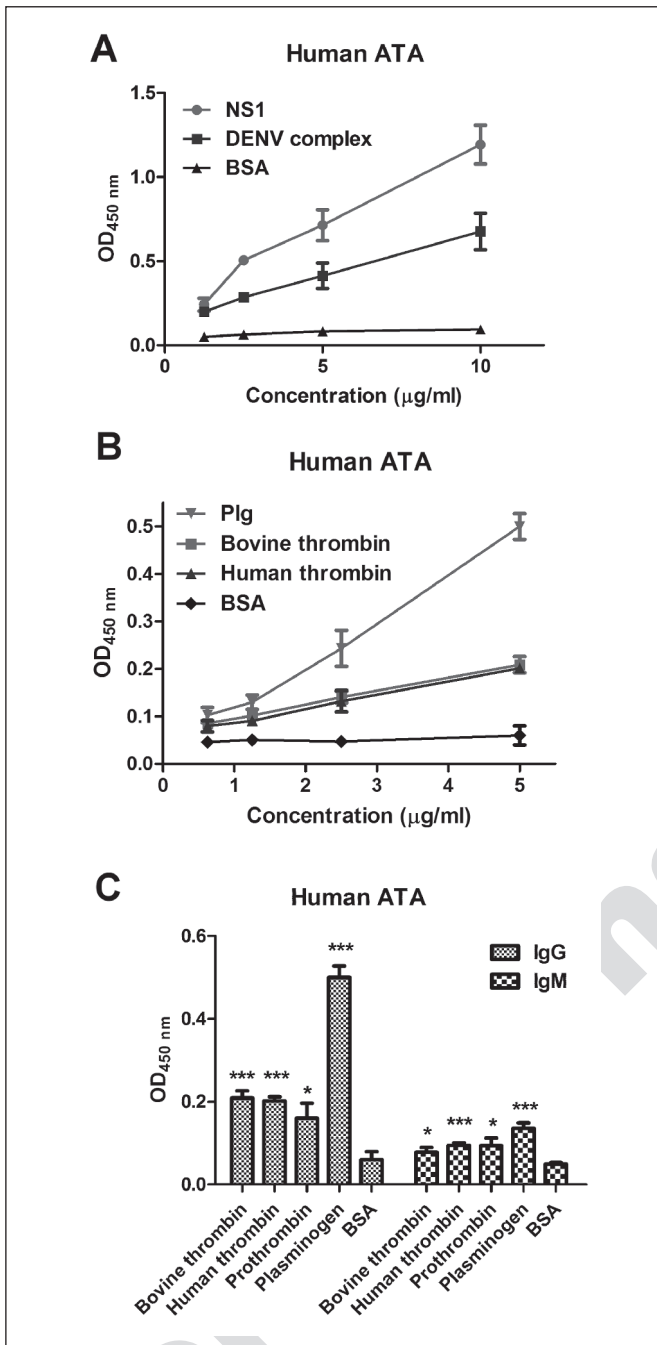 A
Human ATA
1.5
1.0
0.5
0.0
OD450 nm
NS1
DENV complex
BSA
0
5
10
Concentration (μg/ml)
B
Human ATA
0.5
0.4
0.3
0.2
0.1
0.0
OD450 nm
Plg
Bovine thrombin
Human thrombin
BSA
0
1
2
3
4
5
Concentration (μg/ml)
C
Human ATA
0.6
0.4
0.2
0.0
OD450 nm
IgG
IgM
***
***
*
***
*
***
*
***
Bovine thrombin
Human thrombin
Prothrombin
Plasminogen
BSA
Bovine thrombin
Human thrombin
Prothrombin
Plasminogen
BSA